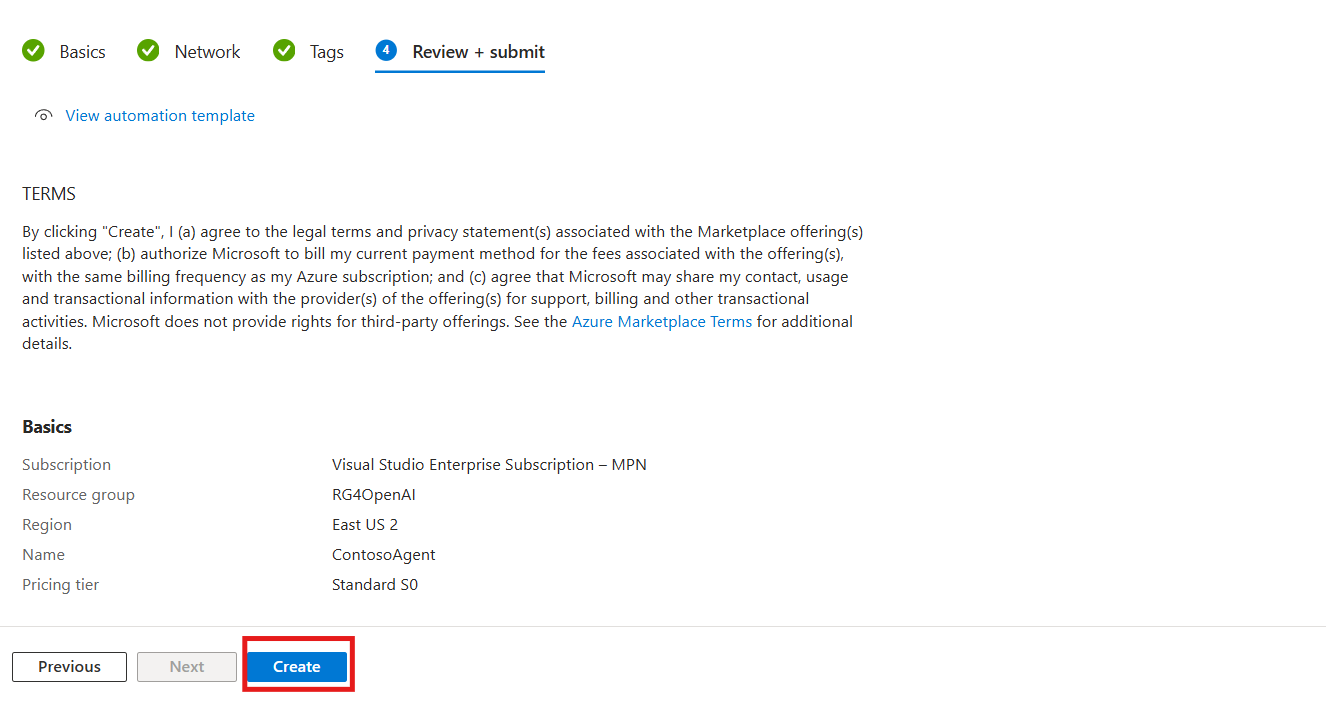 Basics Network Tags 4 Review + submit
View automation template
TERMS
By clicking "Create", I (a) agree to the legal terms and privacy statement(s) associated with the Marketplace offering(s)
listed above; (b) authorize Microsoft to bill my current payment method for the fees associated with the offering(s),
with the same billing frequency as my Azure subscription; and (c) agree that Microsoft may share my contact, usage
and transactional information with the provider(s) of the offering(s) for support, billing and other transactional
activities. Microsoft does not provide rights for third-party offerings. See the Azure Marketplace Terms for additional
details.
Basics
Subscription Visual Studio Enterprise Subscription – MPN
Resource group RG4OpenAI
Region East US 2
Name ContosoAgent
Pricing tier Standard S0
Previous Next Create